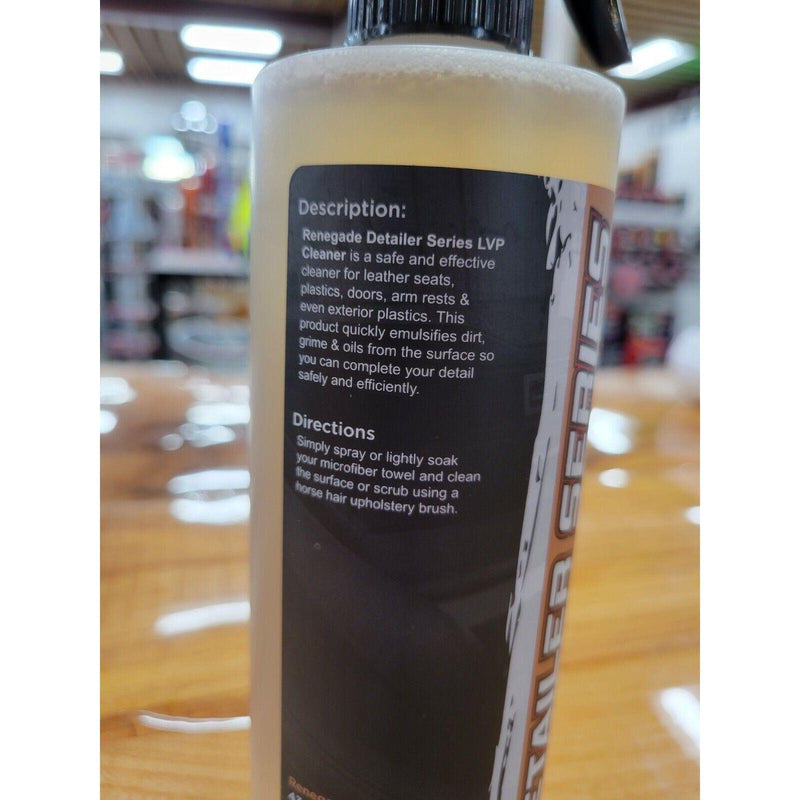 Description:
Renegade Detailer Series LVP
Cleaner is a safe and effective
cleaner for leather seats,
plastics, doors, arm rests &
even exterior plastics. This
product quickly emulsifies dirt,
grime & oils from the surface so
you can complete your detail
safely and efficiently.
Directions
Simply spray or lightly soak
your microfiber towel and clean
the surface or scrub using a
horse hair upholstery brush.
ETAILER SERIES